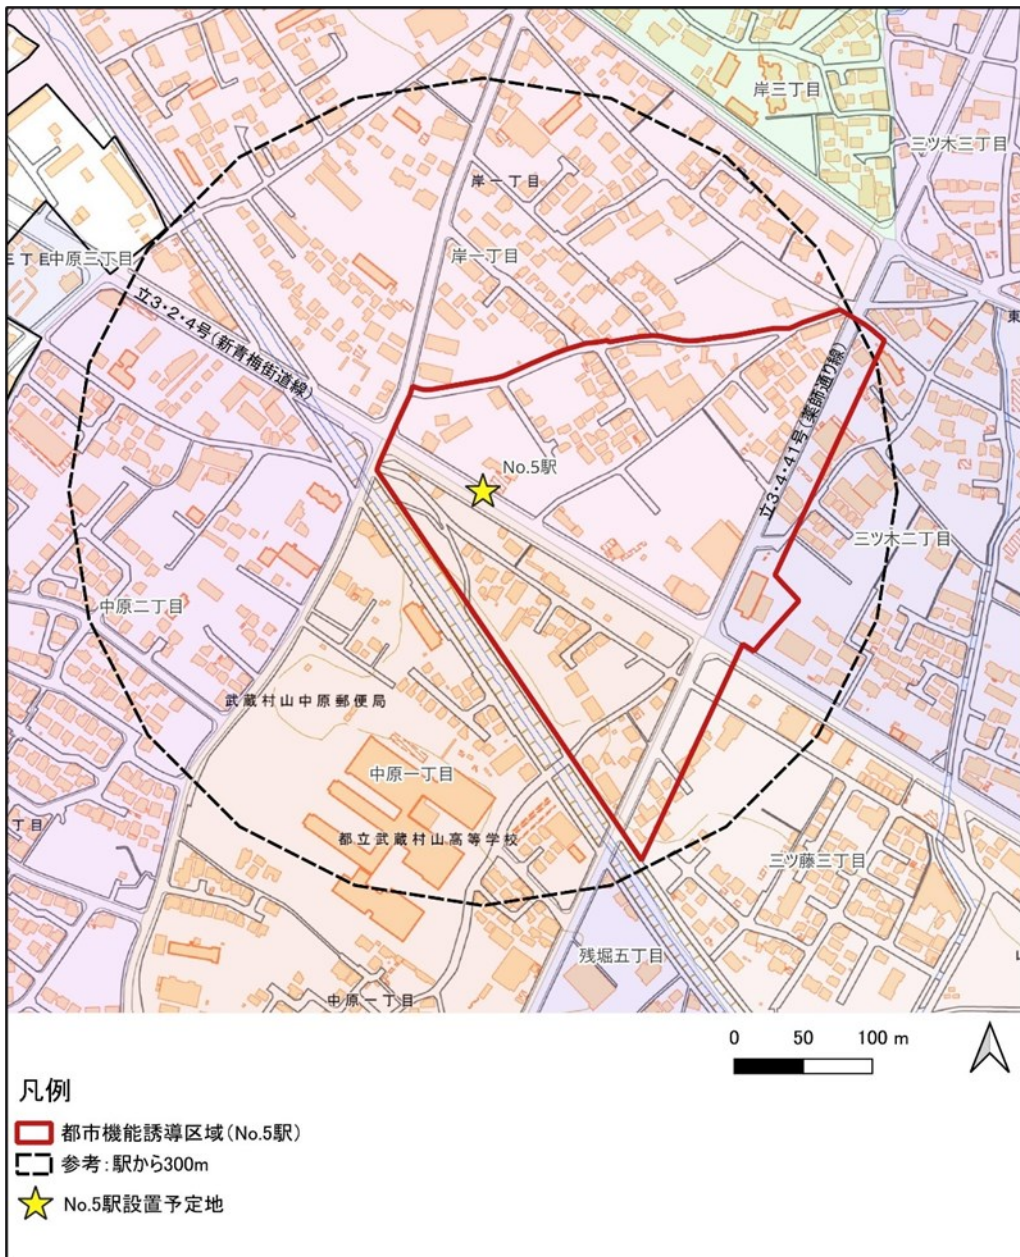 岸三丁目
三ツ木三丁目
岸一丁目
岸一丁目
三丁目
中原三丁目
立3・2・4号(新青梅街道線)
東
立3・4・41号(薬師通り線)
No.5駅
三ツ木二丁目
中原二丁目
武蔵村山中原郵便局
中原一丁目
丁目
都立武蔵村山高等学校
三ツ藤三丁目
残堀五丁目
中原一丁目
0 50 100 m
凡例
都市機能誘導区域(No.5駅)
参考:駅から300m
No.5駅設置予定地